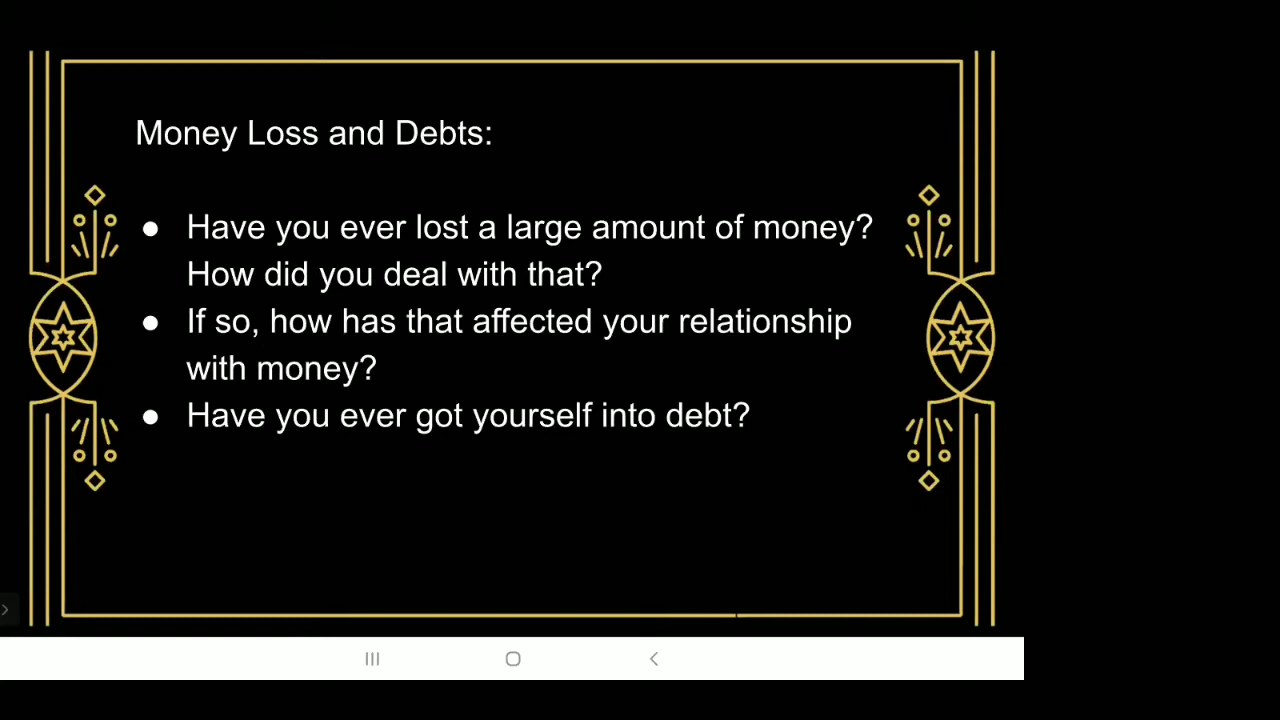 Money Loss and Debts:
● Have you ever lost a large amount of money?
How did you deal with that?
● If so, how has that affected your relationship
with money?
● Have you ever got yourself into debt?